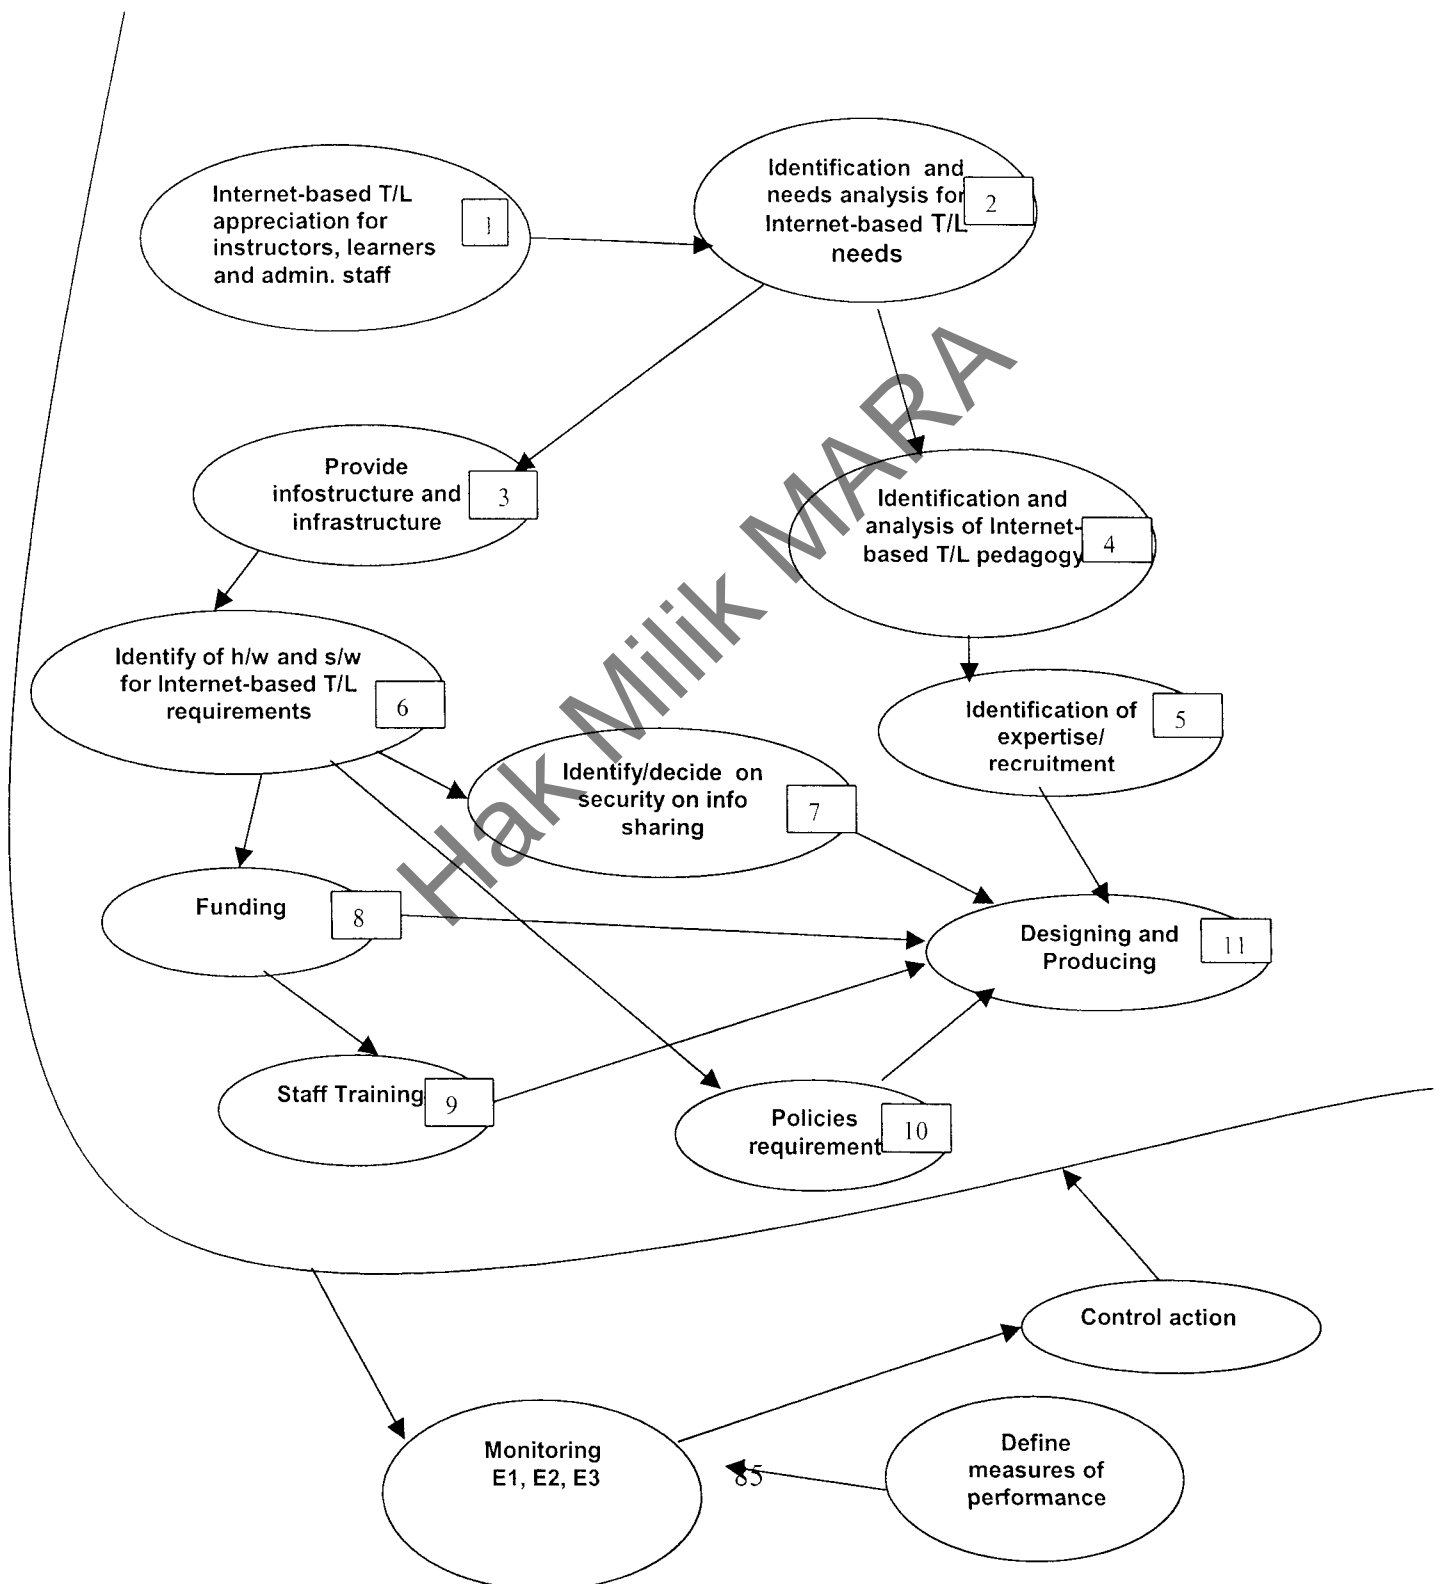 Internet-based T/L
appreciation for
instructors, learners
and admin. staff
1
Identification and
needs analysis for
Internet-based T/L
needs
2
Provide
infostructure and
infrastructure
3
Identification and
analysis of Internet-
based T/L pedagogy
4
Identify of h/w and s/w
for Internet-based T/L
requirements
6
Identification of
expertise/
recruitment
5
Identify/decide on
security on info
sharing
7
Funding
8
Designing and
Producing
11
Staff Training
9
Policies
requirement
10
Control action
Monitoring
E1, E2, E3
Define
measures of
performance
85
Hak Milik MARA